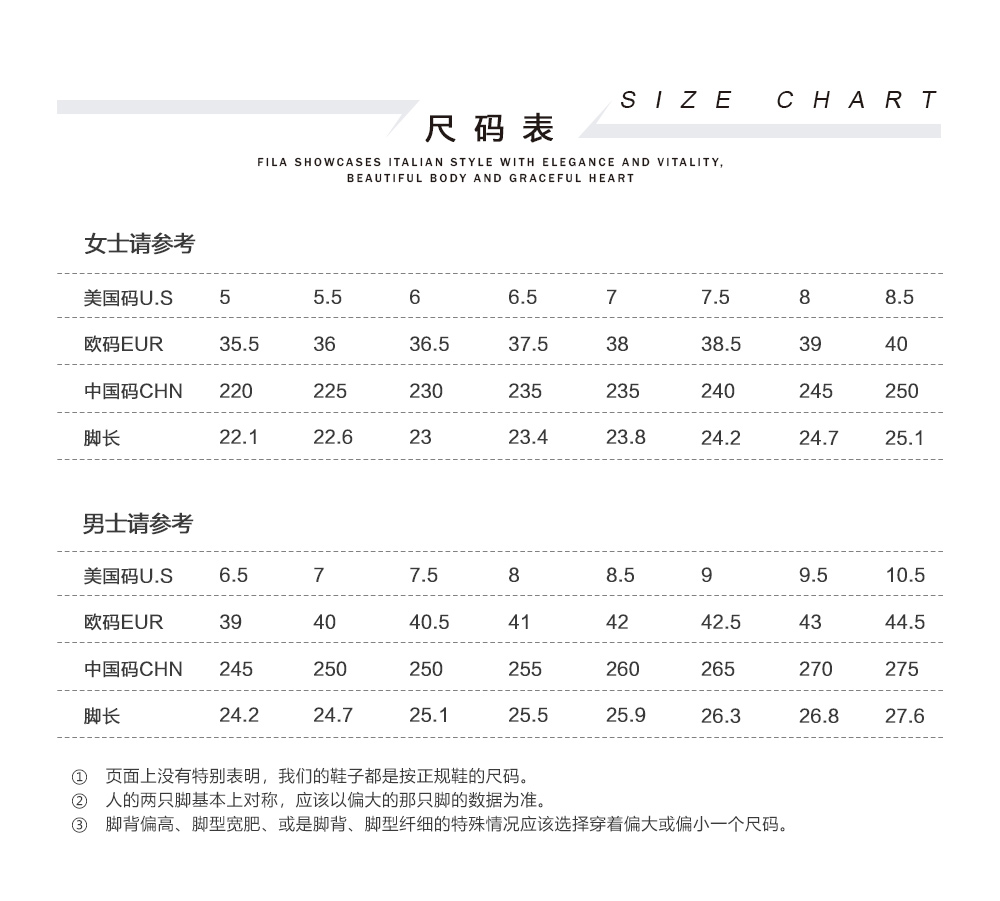 SIZE CHART
尺码表
FILA SHOWCASES ITALIAN STYLE WITH ELEGANCE AND VITALITY,
BEAUTIFUL BODY AND GRACEFUL HEART
女士请参考
美国码U.S 5 5.5 6 6.5 7 7.5 8 8.5
欧码EUR 35.5 36 36.5 37.5 38 38.5 39 40
中国码CHN 220 225 230 235 235 240 245 250
脚长 22.1 22.6 23 23.4 23.8 24.2 24.7 25.1
男士请参考
美国码U.S 6.5 7 7.5 8 8.5 9 9.5 10.5
欧码EUR 39 40 40.5 41 42 42.5 43 44.5
中国码CHN 245 250 250 255 260 265 270 275
脚长 24.2 24.7 25.1 25.5 25.9 26.3 26.8 27.6
① 页面上没有特别表明，我们的鞋子都是按正规鞋的尺码。
② 人的两只脚基本上对称，应该以偏大的那只脚的数据为准。
③ 脚背偏高、脚型宽肥、或是脚背、脚型纤细的特殊情况应该选择穿着偏大或偏小一个尺码。